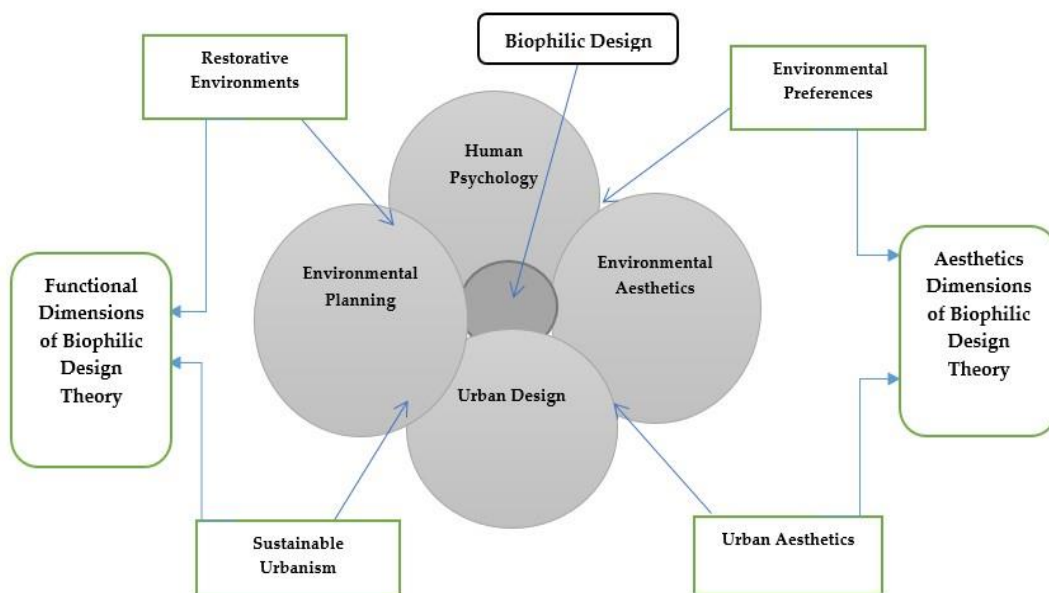 Biophilic Design
Restorative
Environments
Environmental
Preferences
Human
Psychology
Environmental
Planning
Environmental
Aesthetics
Functional
Dimensions
of Biophilic
Design
Theory
Aesthetics
Dimensions
of Biophilic
Design
Theory
Urban Design
Sustainable
Urbanism
Urban Aesthetics